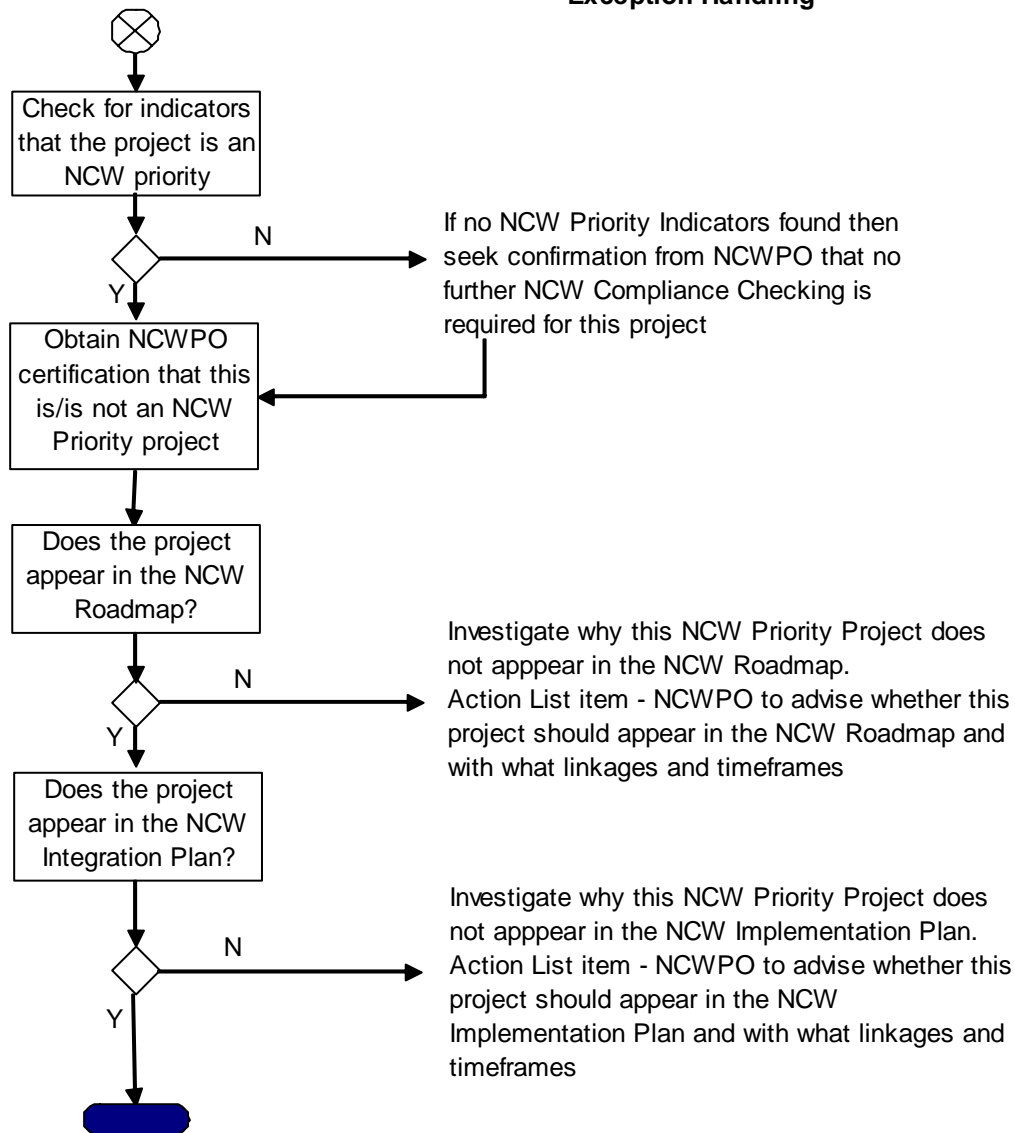 Exception Handling
Check for indicators
that the project is an
NCW priority
N
If no NCW Priority Indicators found then
seek confirmation from NCWPO that no
further NCW Compliance Checking is
required for this project
Y
Obtain NCWPO
certification that this
is/is not an NCW
Priority project
Does the project
appear in the NCW
Roadmap?
N
Investigate why this NCW Priority Project does
not apppear in the NCW Roadmap.
Action List item - NCWPO to advise whether this
project should appear in the NCW Roadmap and
with what linkages and timeframes
Y
Does the project
appear in the NCW
Integration Plan?
N
Investigate why this NCW Priority Project does
not apppear in the NCW Implementation Plan.
Action List item - NCWPO to advise whether this
project should appear in the NCW
Implementation Plan and with what linkages and
timeframes
Y